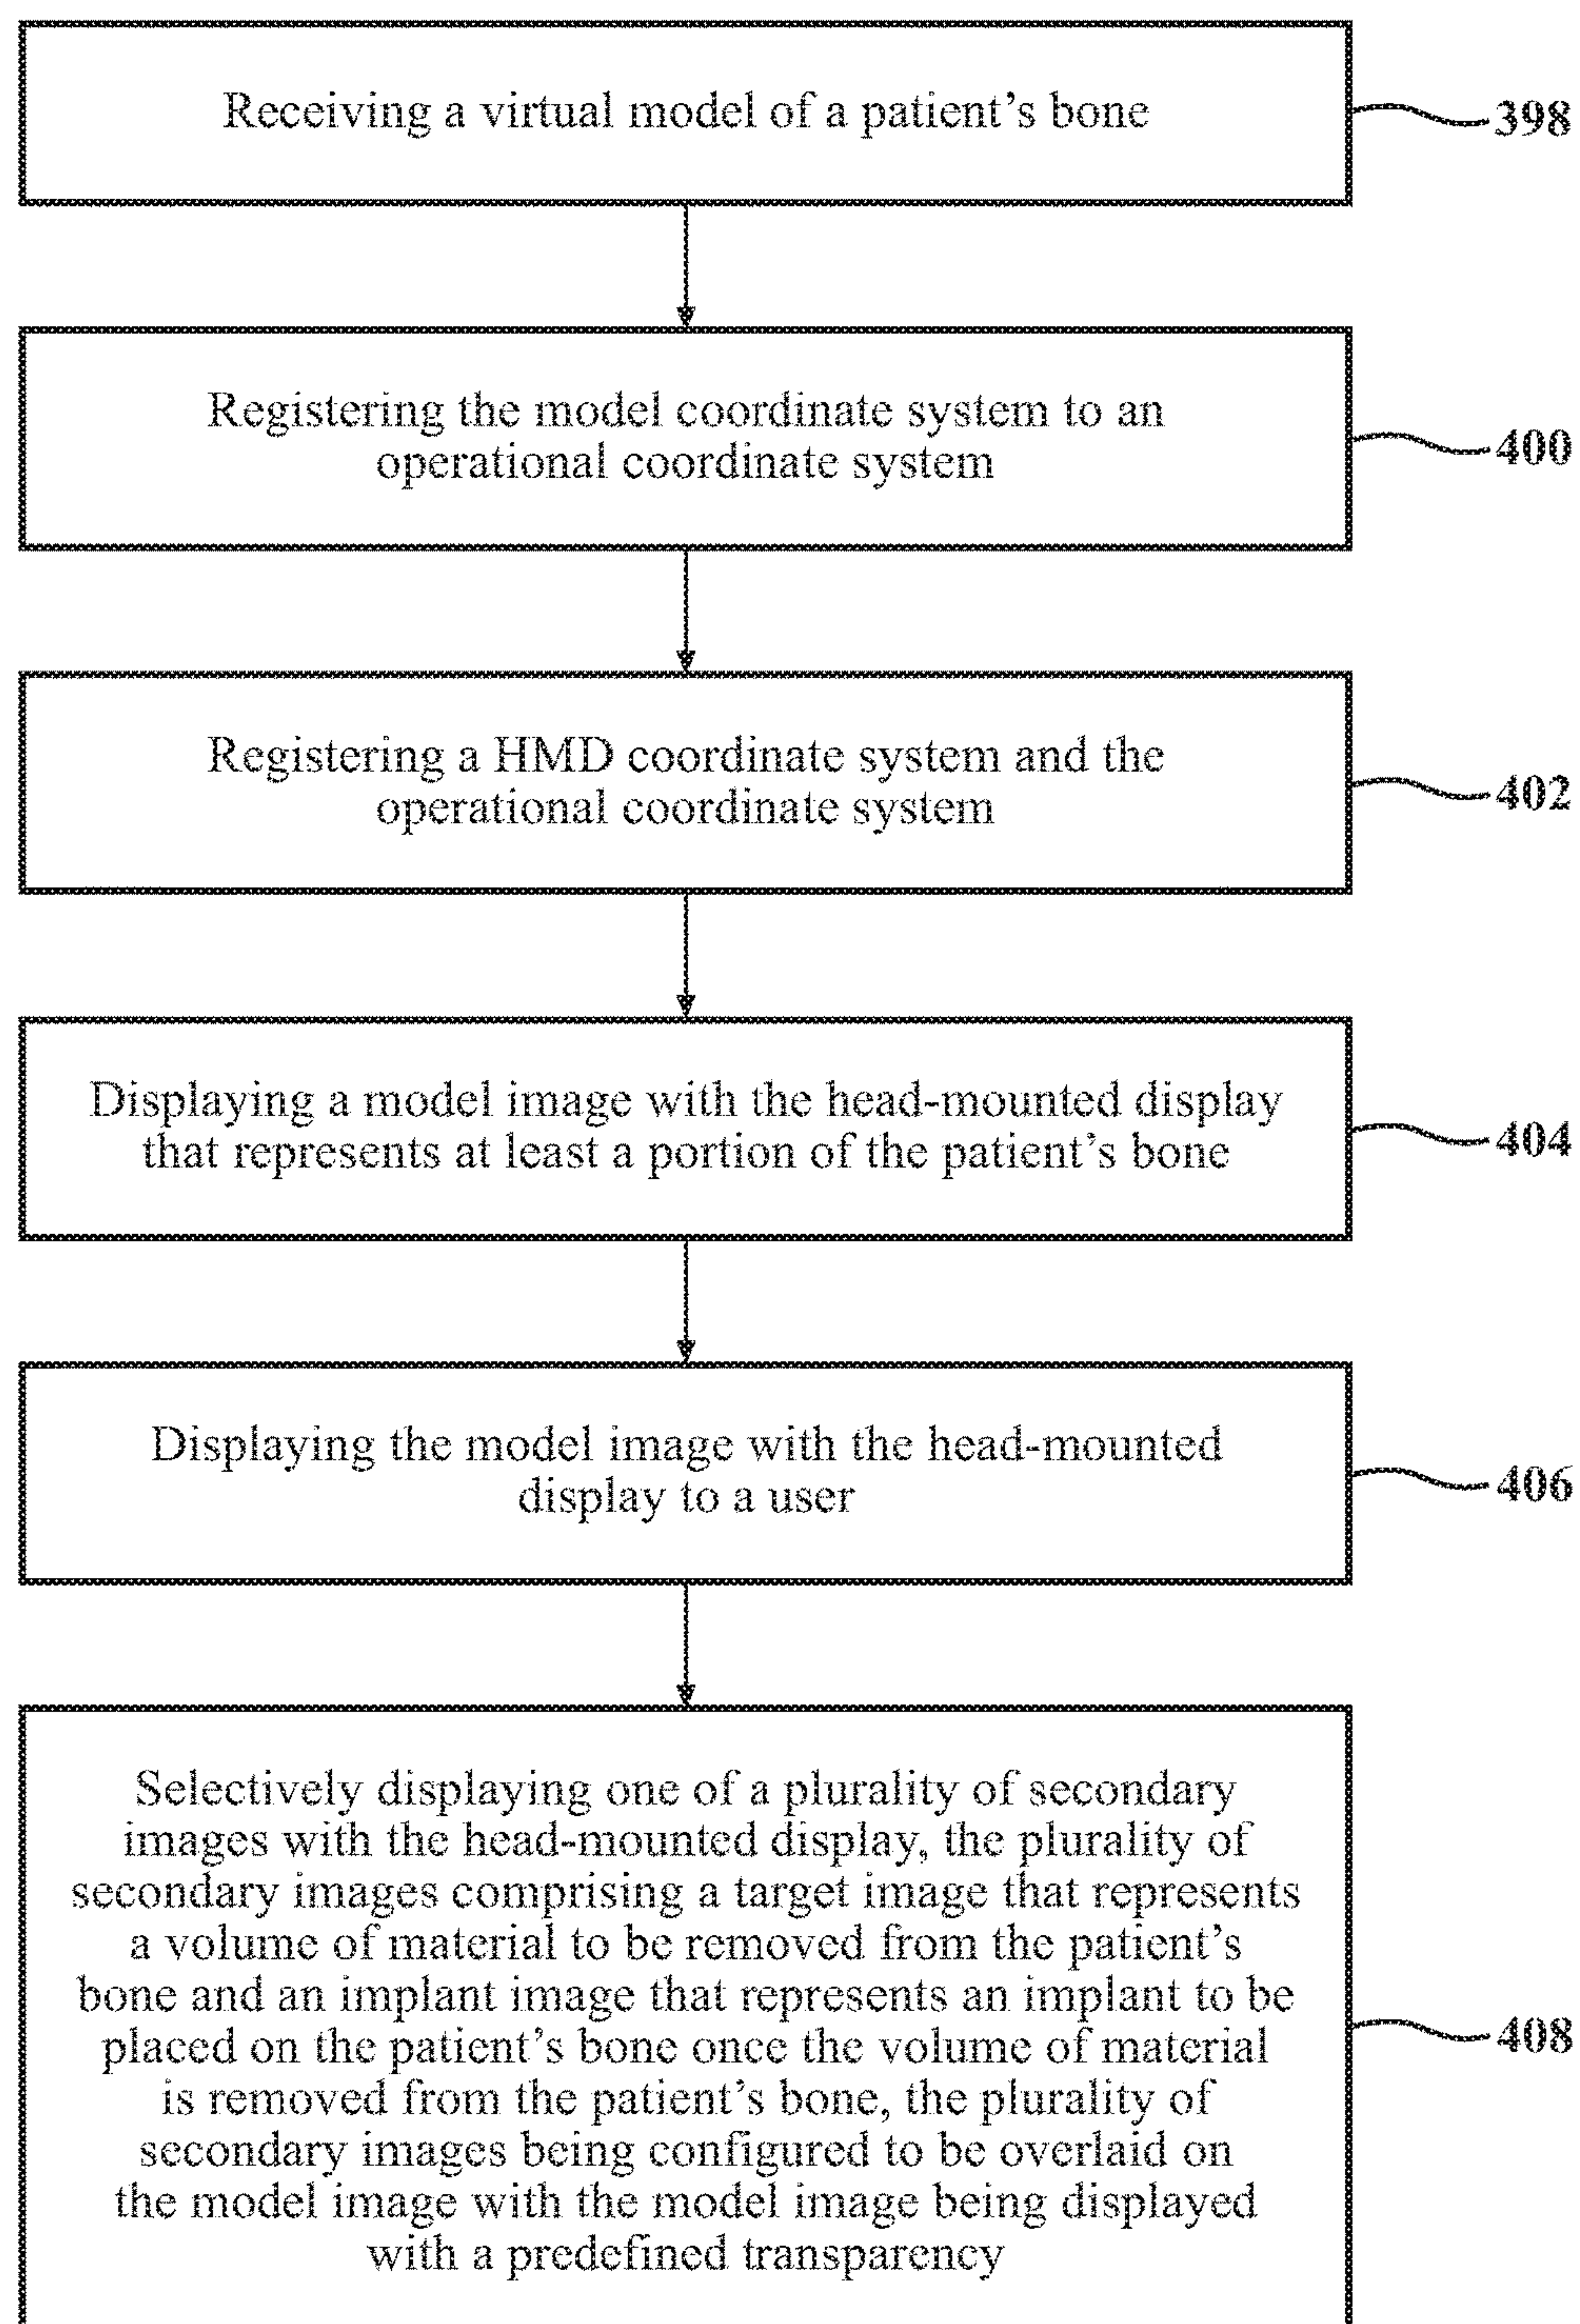 Receiving a virtual model of a patient's bone
398
Registering the model coordinate system to an
operational coordinate system
400
Registering a HMD coordinate system and the
operational coordinate system
402
Displaying a model image with the head-mounted display
that represents at least a portion of the patient's bone
404
Displaying the model image with the head-mounted
display to a user
406
Selectively displaying one of a plurality of secondary
images with the head-mounted display, the plurality of
secondary images comprising a target image that represents
a volume of material to be removed from the patient's
bone and an implant image that represents an implant to be
placed on the patient's bone once the volume of material
is removed from the patient's bone, the plurality of
secondary images being configured to be overlaid on
the model image with the model image being displayed
with a predefined transparency
408